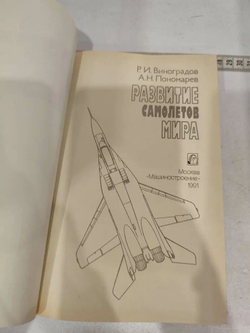 Р. И. Виноградов
А. Н. Пономарев
РАЗВИТИЕ
САМОЛЕТОВ
МИРА
Москва
«Машиностроение»
1991